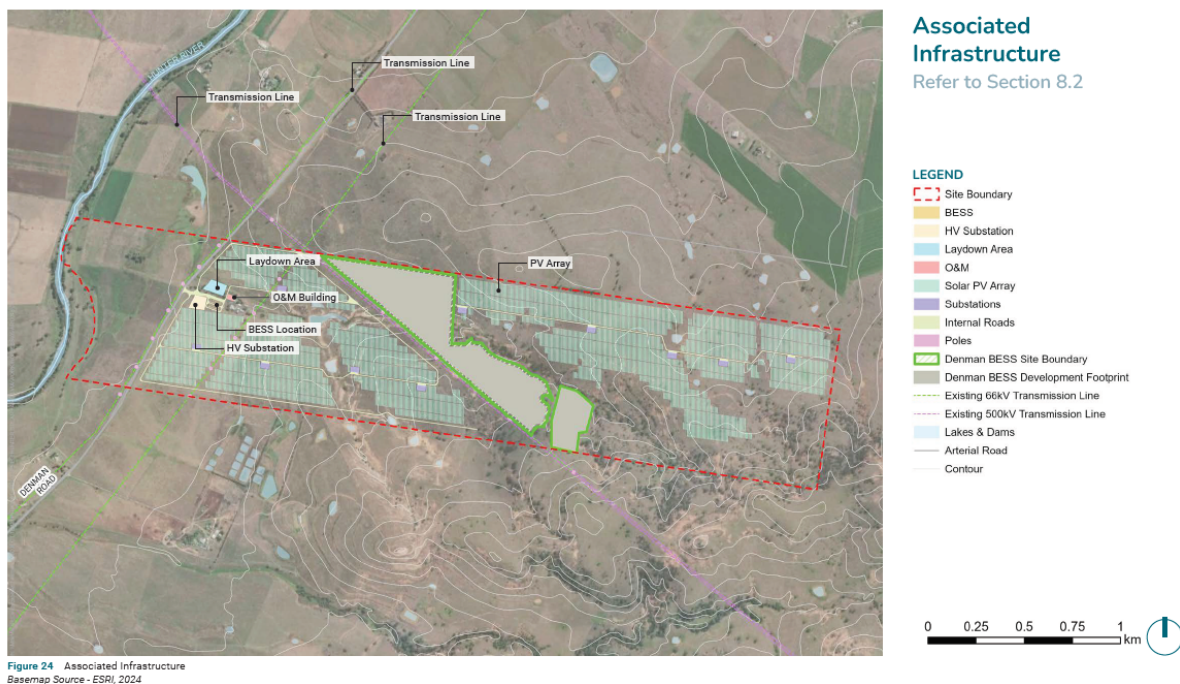 Associated
Infrastructure
Refer to Section 8.2
HUNTER RIVER
Transmission Line
Transmission Line
Transmission Line
Laydown Area
PV Array
O&M Building
BESS Location
HV Substation
DENMAN
ROAD
LEGEND
Site Boundary
BESS
HV Substation
Laydown Area
O&M
Solar PV Array
Substations
Internal Roads
Poles
Denman BESS Site Boundary
Denman BESS Development Footprint
Existing 66kV Transmission Line
Existing 500kV Transmission Line
Lakes & Dams
Arterial Road
Contour
0 0.25 0.5 0.75 1
km
Figure 24 Associated Infrastructure
Basemap Source - ESRI, 2024